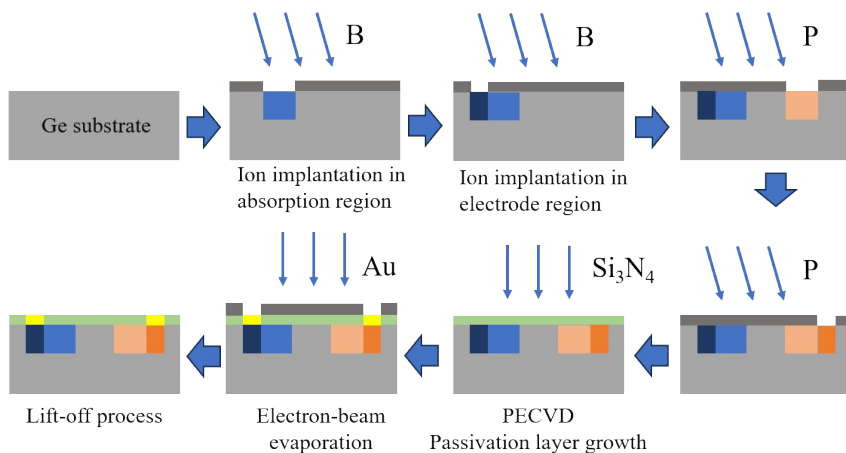 B
B
P
Ge substrate
Ion implantation in
absorption region
Ion implantation in
electrode region
Au
Si₃N₄
P
Lift-off process
Electron-beam
evaporation
PECVD
Passivation layer growth